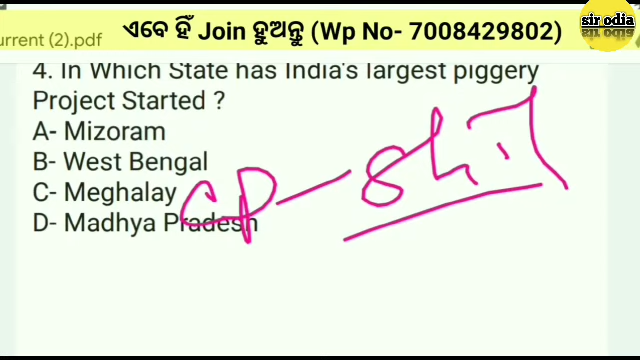 urrent (2).pdf
ଏବେ ହିଁ Join ହୁଅନ୍ତୁ (Wp No- 7008429802)
sir odia
4. In Which State has India's largest piggery
Project Started ?
A- Mizoram
B- West Bengal
C- Meghalay
D- Madhya Pradesh
CP-